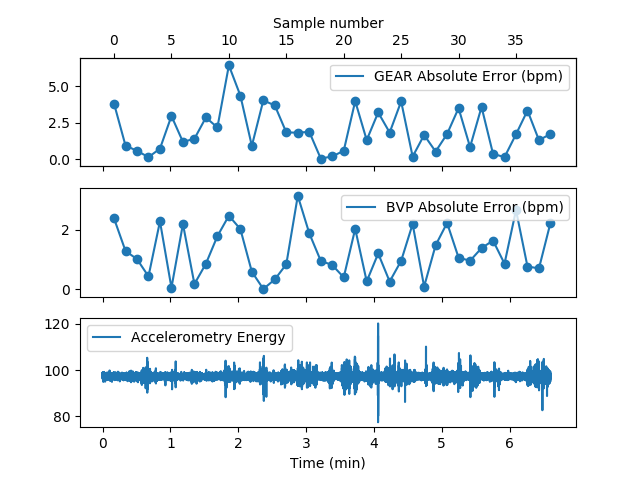 Sample number
0 5 10 15 20 25 30 35
GEAR Absolute Error (bpm)
5.0
2.5
0.0
BVP Absolute Error (bpm)
2
0
Accelerometry Energy
120
100
80
0 1 2 3 4 5 6
Time (min)